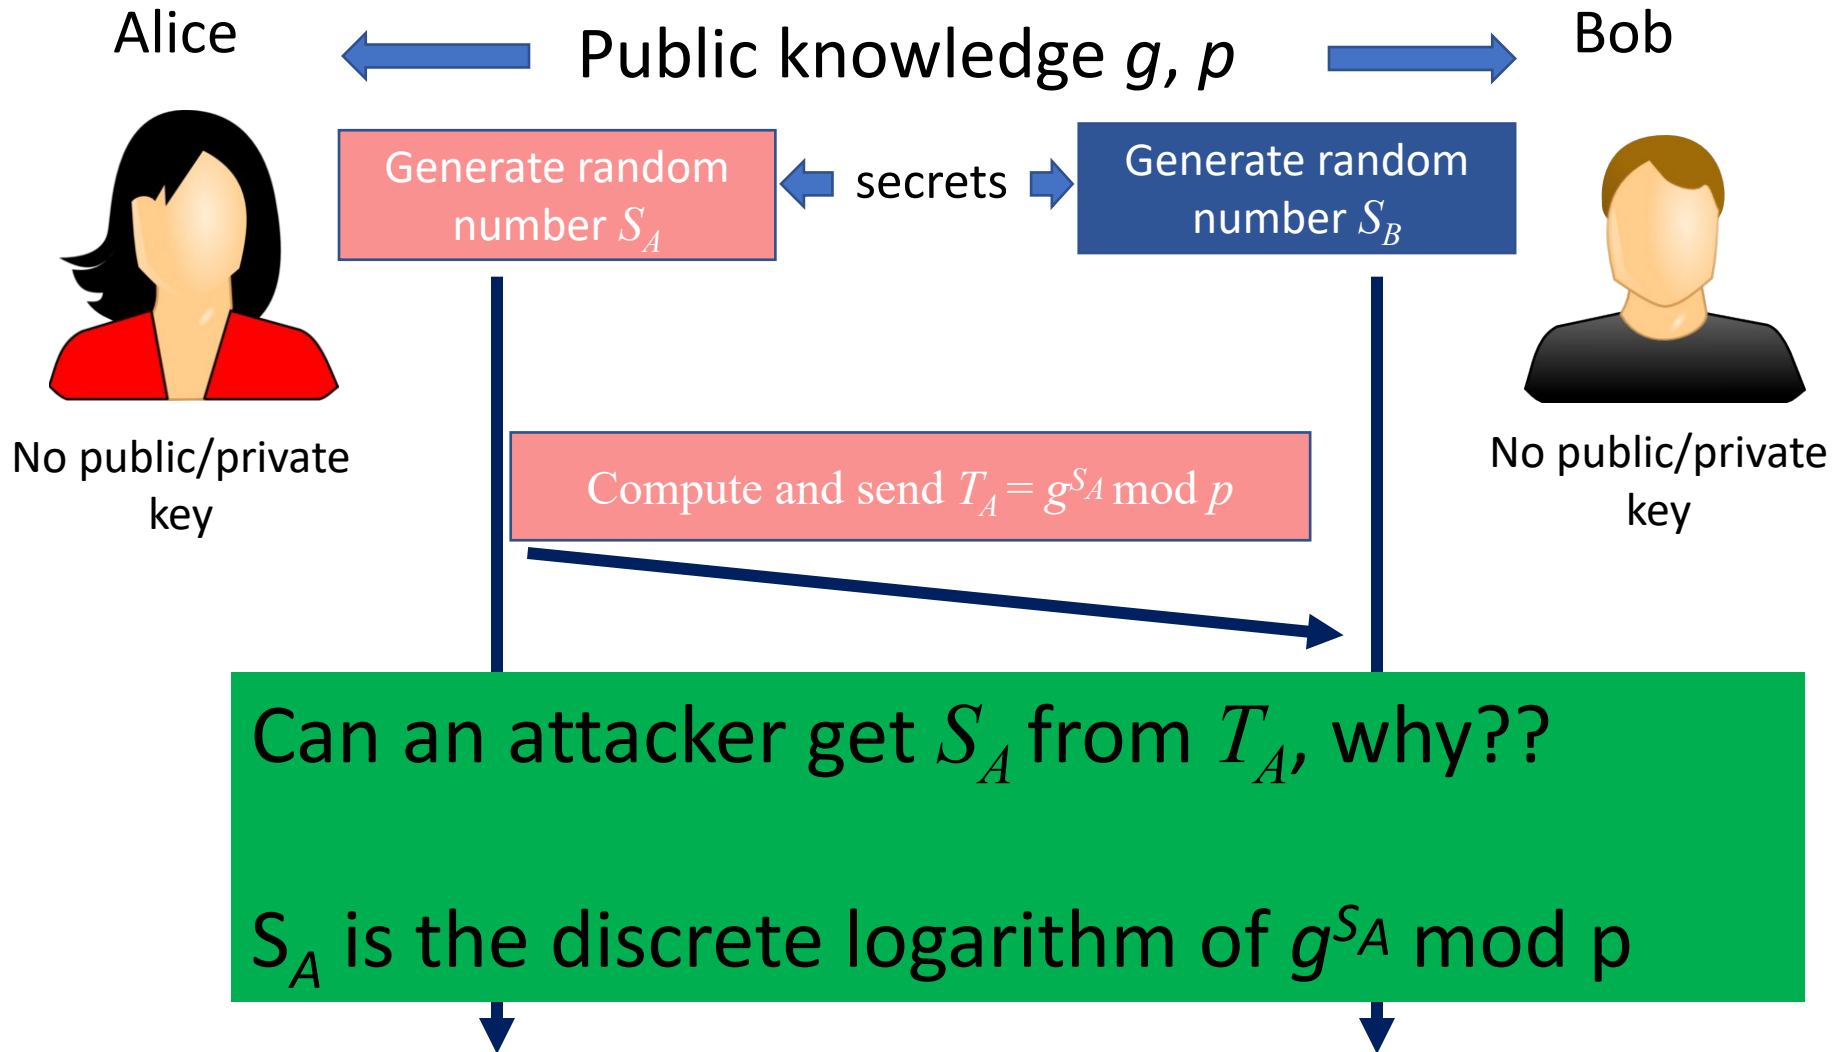 Alice
Public knowledge g, p
Bob
Generate random
number S_A
secrets
Generate random
number S_B
No public/private
key
No public/private
key
Compute and send T_A = g^{S_A} mod p
Can an attacker get S_A from T_A, why??
S_A is the discrete logarithm of g^{S_A} mod p